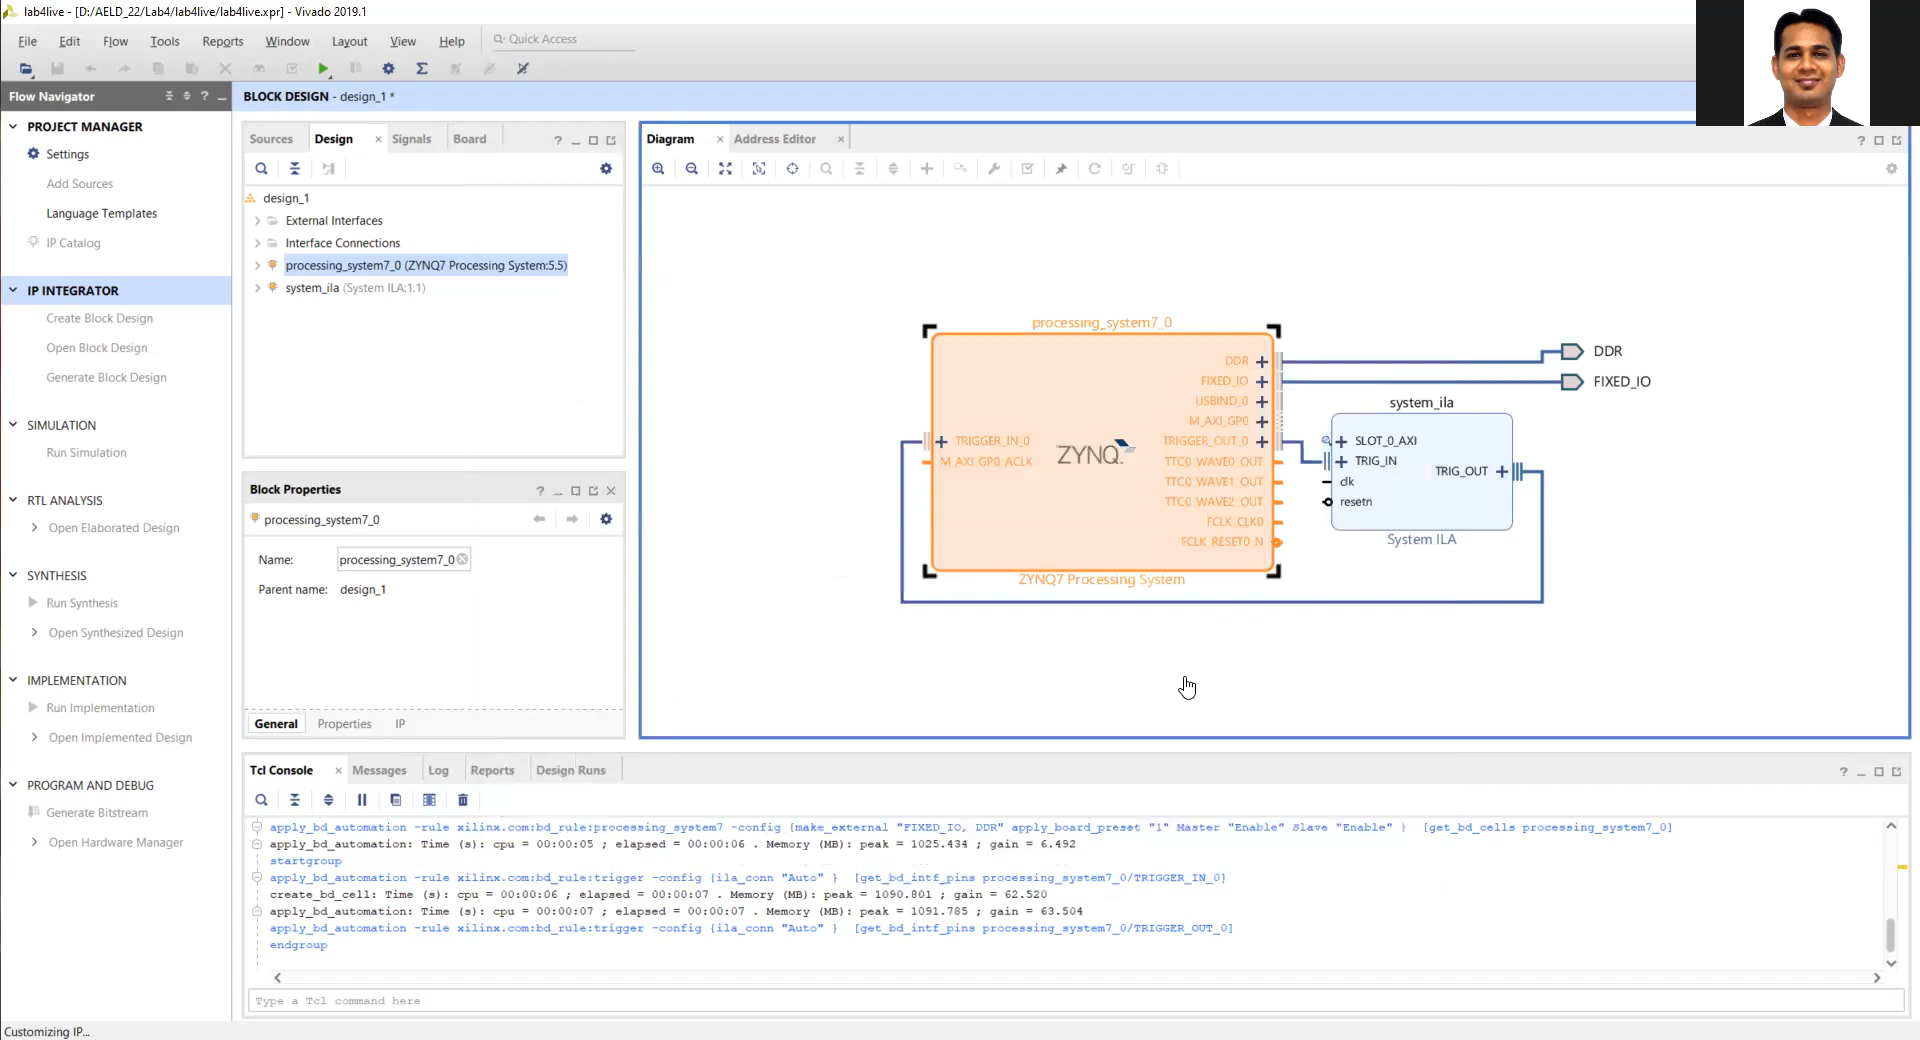 lab4live - [D:/AELD_22/Lab4/lab4live/lab4live.xpr] - Vivado 2019.1
File Edit Flow Tools Reports Window Layout View Help Quick Access
Flow Navigator
PROJECT MANAGER
Settings
Add Sources
Language Templates
IP Catalog
IP INTEGRATOR
Create Block Design
Open Block Design
Generate Block Design
SIMULATION
Run Simulation
RTL ANALYSIS
Open Elaborated Design
SYNTHESIS
Run Synthesis
Open Synthesized Design
IMPLEMENTATION
Run Implementation
Open Implemented Design
PROGRAM AND DEBUG
Generate Bitstream
Open Hardware Manager
BLOCK DESIGN - design_1 *
Sources Design Signals Board
design_1
External Interfaces
Interface Connections
processing_system7_0 (ZYNQ7 Processing System:5.5)
system_ila (System ILA:1.1)
Block Properties
processing_system7_0
Name: processing_system7_0
Parent name: design_1
General Properties IP
Diagram Address Editor
processing_system7_0
DDR
FIXED_IO
USBIND_0
M_AXI_GP0
TRIGGER_IN_0
M_AXI_GP0_ACLK
ZYNQ
TRIGGER_OUT_0
TTC0_WAVE0_OUT
TTC0_WAVE1_OUT
TTC0_WAVE2_OUT
FCLK_CLK0
FCLK_RESET0_N
ZYNQ7 Processing System
DDR
FIXED_IO
system_ila
SLOT_0_AXI
TRIG_IN
clk
resetn
TRIG_OUT
System ILA
Tcl Console Messages Log Reports Design Runs
apply_bd_automation -rule xilinx.com:bd_rule:processing_system7 -config {make_external "FIXED_IO, DDR" apply_board_preset "1" Master "Enable" Slave "Enable" }  [get_bd_cells processing_system7_0]
apply_bd_automation: Time (s): cpu = 00:00:05 ; elapsed = 00:00:06 . Memory (MB): peak = 1025.434 ; gain = 6.492
startgroup
apply_bd_automation -rule xilinx.com:bd_rule:trigger -config {ila_conn "Auto" }  [get_bd_intf_pins processing_system7_0/TRIGGER_IN_0]
create_bd_cell: Time (s): cpu = 00:00:06 ; elapsed = 00:00:07 . Memory (MB): peak = 1090.801 ; gain = 62.520
apply_bd_automation: Time (s): cpu = 00:00:07 ; elapsed = 00:00:07 . Memory (MB): peak = 1091.785 ; gain = 63.504
apply_bd_automation -rule xilinx.com:bd_rule:trigger -config {ila_conn "Auto" }  [get_bd_intf_pins processing_system7_0/TRIGGER_OUT_0]
endgroup
Type a Tcl command here
Customizing IP...